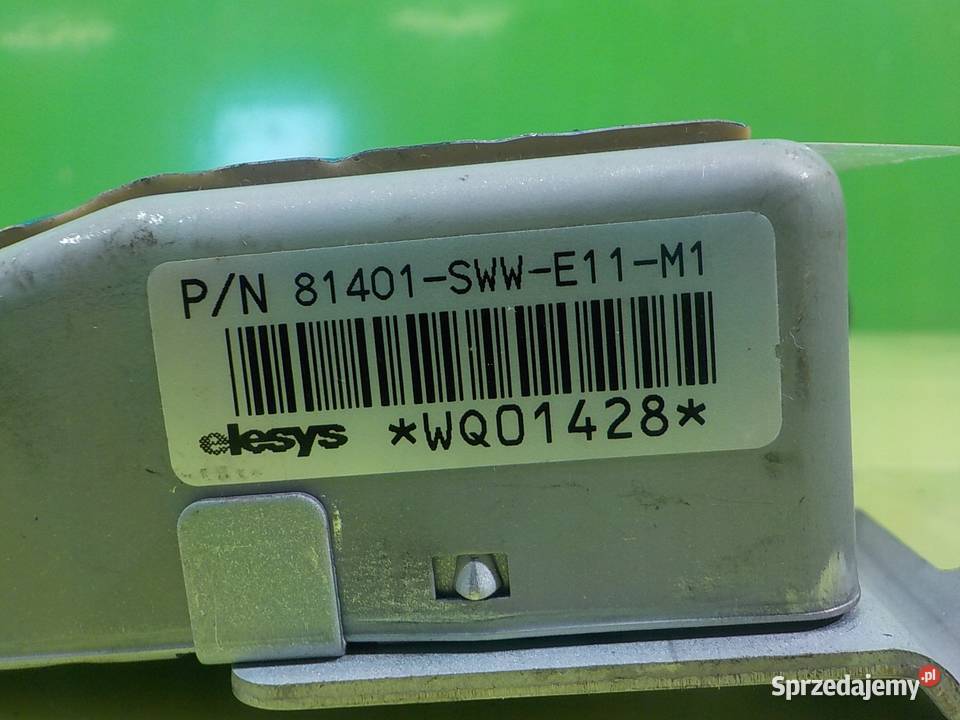 P/N 81401-SWW-E11-M1
elesys *WQ01428*
Sprzedajemy.pl